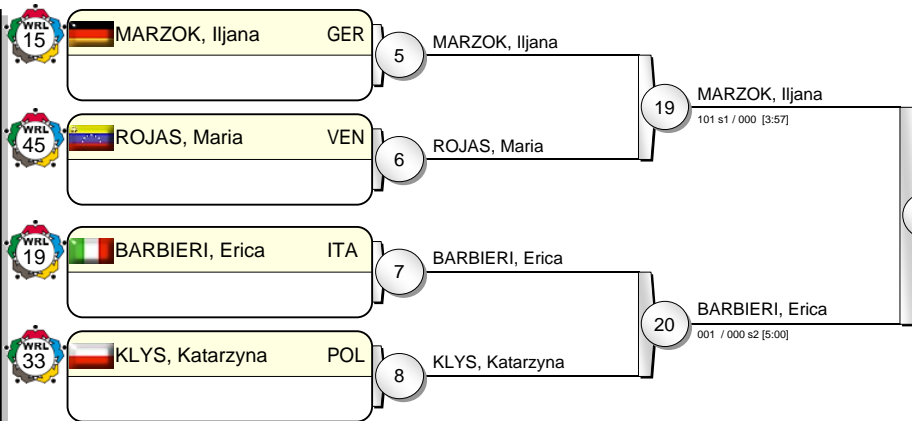 WRL 15 MARZOK, Iljana GER
5 MARZOK, Iljana
19 MARZOK, Iljana
101 s1 / 000 [3:57]
WRL 45 ROJAS, Maria VEN
6 ROJAS, Maria
WRL 19 BARBIERI, Erica ITA
7 BARBIERI, Erica
20 BARBIERI, Erica
001 / 000 s2 [5:00]
WRL 33 KLYS, Katarzyna POL
8 KLYS, Katarzyna